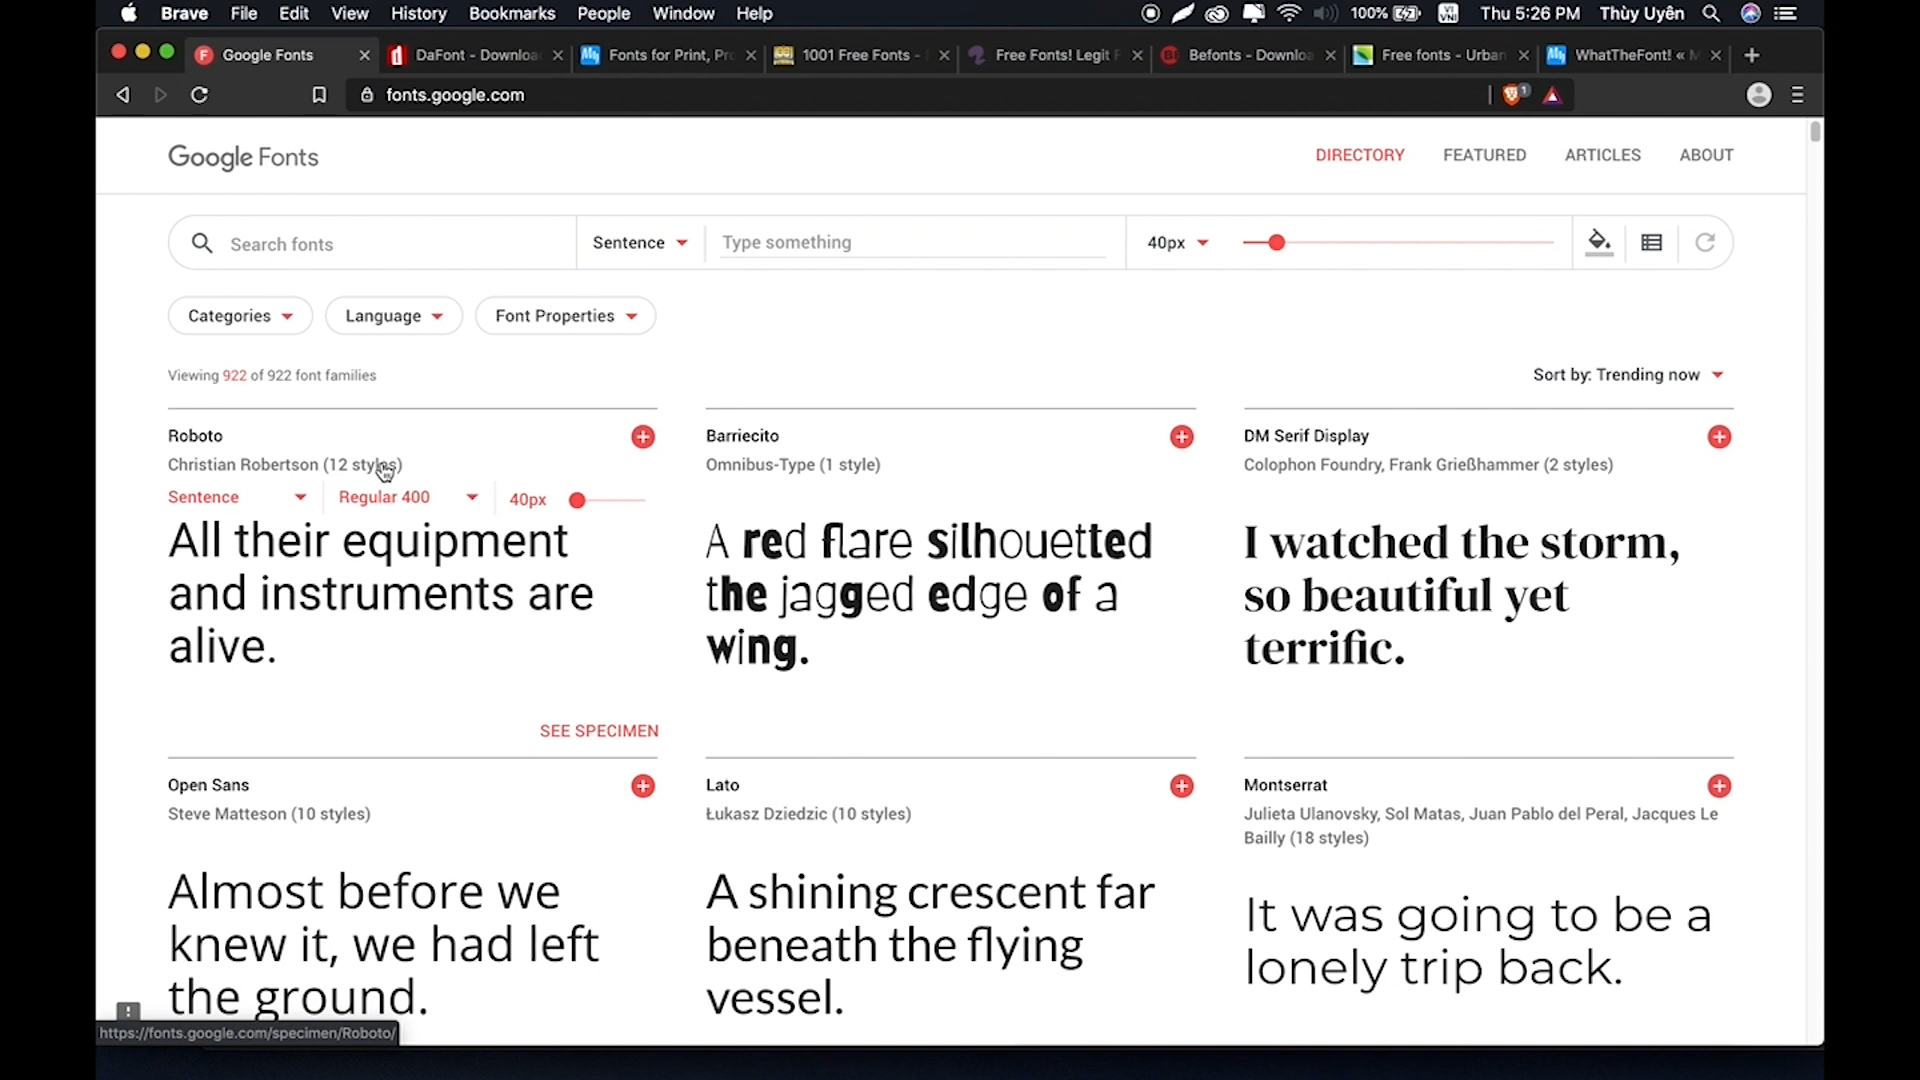 Brave File Edit View History Bookmarks People Window Help 100% VI VNI Thu 5:26 PM Thùy Uyên
Google Fonts DaFont - Downloa Fonts for Print, Pr 1001 Free Fonts - Free Fonts! Legit F Befonts - Downloa Free fonts - Urban WhatTheFont! « M
fonts.google.com 1
Google Fonts DIRECTORY FEATURED ARTICLES ABOUT
Search fonts Sentence Type something 40px
Categories Language Font Properties
Viewing 922 of 922 font families Sort by: Trending now
Roboto
Christian Robertson (12 styles)
Sentence Regular 400 40px
All their equipment
and instruments are
alive.
SEE SPECIMEN
Barriecito
Omnibus-Type (1 style)
A red flare silhouetted
the jagged edge of a
wing.
DM Serif Display
Colophon Foundry, Frank Grießhammer (2 styles)
I watched the storm,
so beautiful yet
terrific.
Open Sans
Steve Matteson (10 styles)
Almost before we
knew it, we had left
the ground.
Lato
Łukasz Dziedzic (10 styles)
A shining crescent far
beneath the flying
vessel.
Montserrat
Julieta Ulanovsky, Sol Matas, Juan Pablo del Peral, Jacques Le
Bailly (18 styles)
It was going to be a
lonely trip back.
https://fonts.google.com/specimen/Roboto/